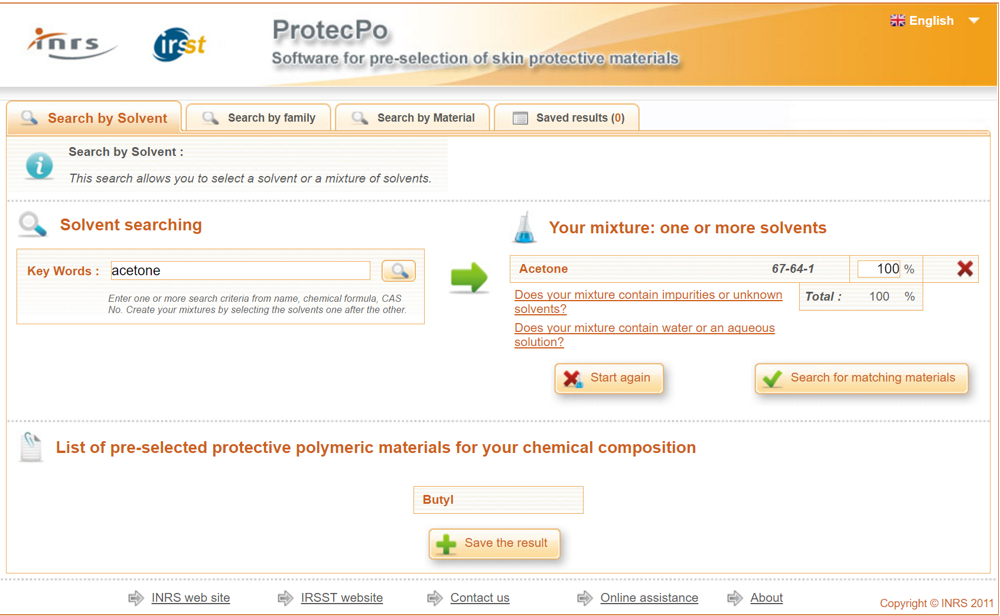 inrs
irsst
ProtecPo
Software for pre-selection of skin protective materials
English
Search by Solvent
Search by family
Search by Material
Saved results (0)
Search by Solvent :
This search allows you to select a solvent or a mixture of solvents.
Solvent searching
Your mixture: one or more solvents
Key Words :
acetone
Enter one or more search criteria from name, chemical formula, CAS
No. Create your mixtures by selecting the solvents one after the other.
Acetone 67-64-1 100 %
Does your mixture contain impurities or unknown
solvents?
Total : 100 %
Does your mixture contain water or an aqueous
solution?
Start again
Search for matching materials
List of pre-selected protective polymeric materials for your chemical composition
Butyl
Save the result
INRS web site
IRSST website
Contact us
Online assistance
About
Copyright © INRS 2011